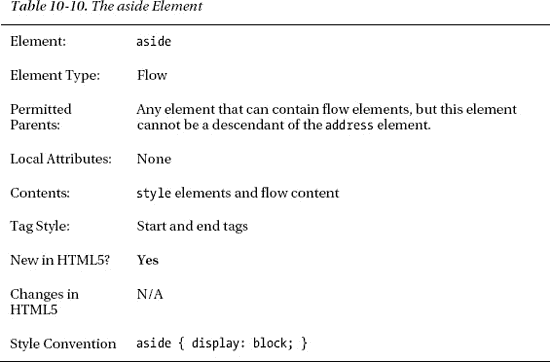 Table 10-10. The aside Element
Element: aside
Element Type: Flow
Permitted Parents: Any element that can contain flow elements, but this element
cannot be a descendant of the address element.
Local Attributes: None
Contents: style elements and flow content
Tag Style: Start and end tags
New in HTML5? Yes
Changes in HTML5 N/A
Style Convention aside { display: block; }